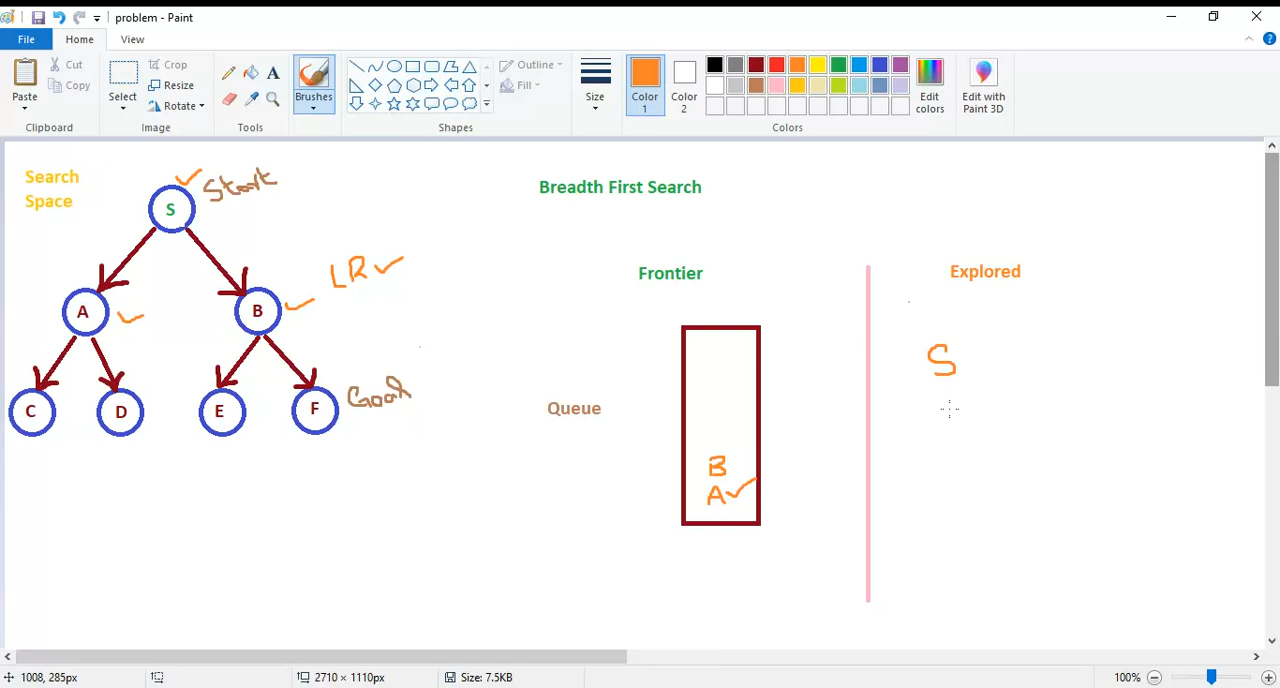 problem - Paint
File Home View
Paste
Cut
Copy
Clipboard
Select
Crop
Resize
Rotate
Image
Tools
Brushes
Shapes
Outline
Fill
Size
Color 1
Color 2
Colors
Edit colors
Edit with Paint 3D
Search Space
S
Start
A
B
LR
C
D
E
F
Goal
Breadth First Search
Frontier
Explored
Queue
B
A
S
1008, 285px
2710 × 1110px
Size: 7.5KB
100%